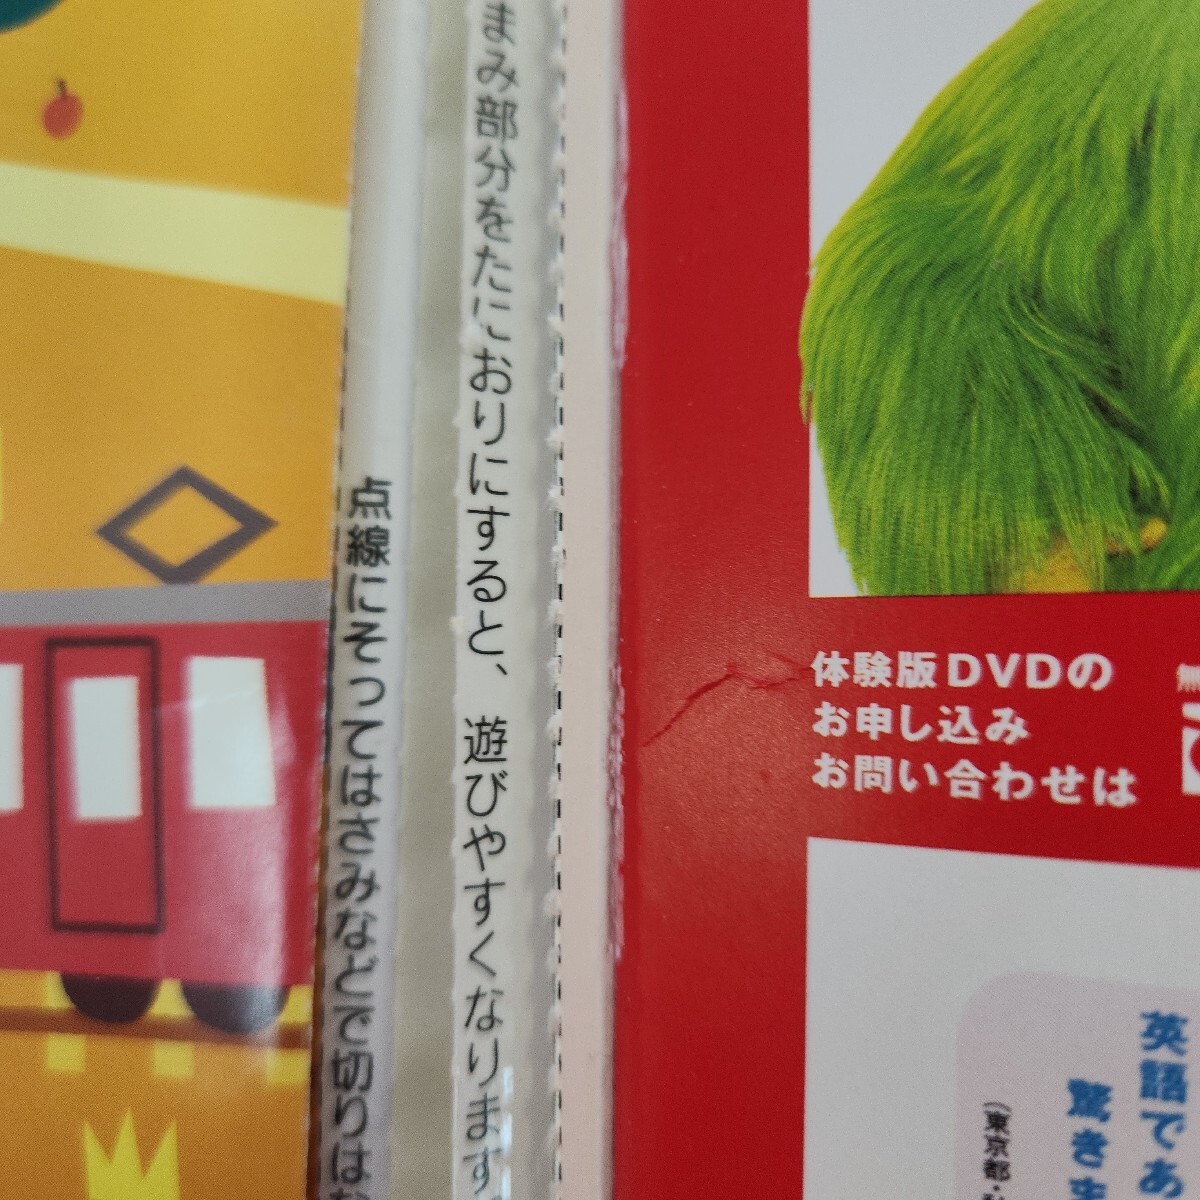 まみ部分をたにおりにすると、遊びやすくなります。
点線にそってはさみなどで切りは
体験版DVDの
お申し込み
お問い合わせは
無
英語であ
驚きま
(東京都・